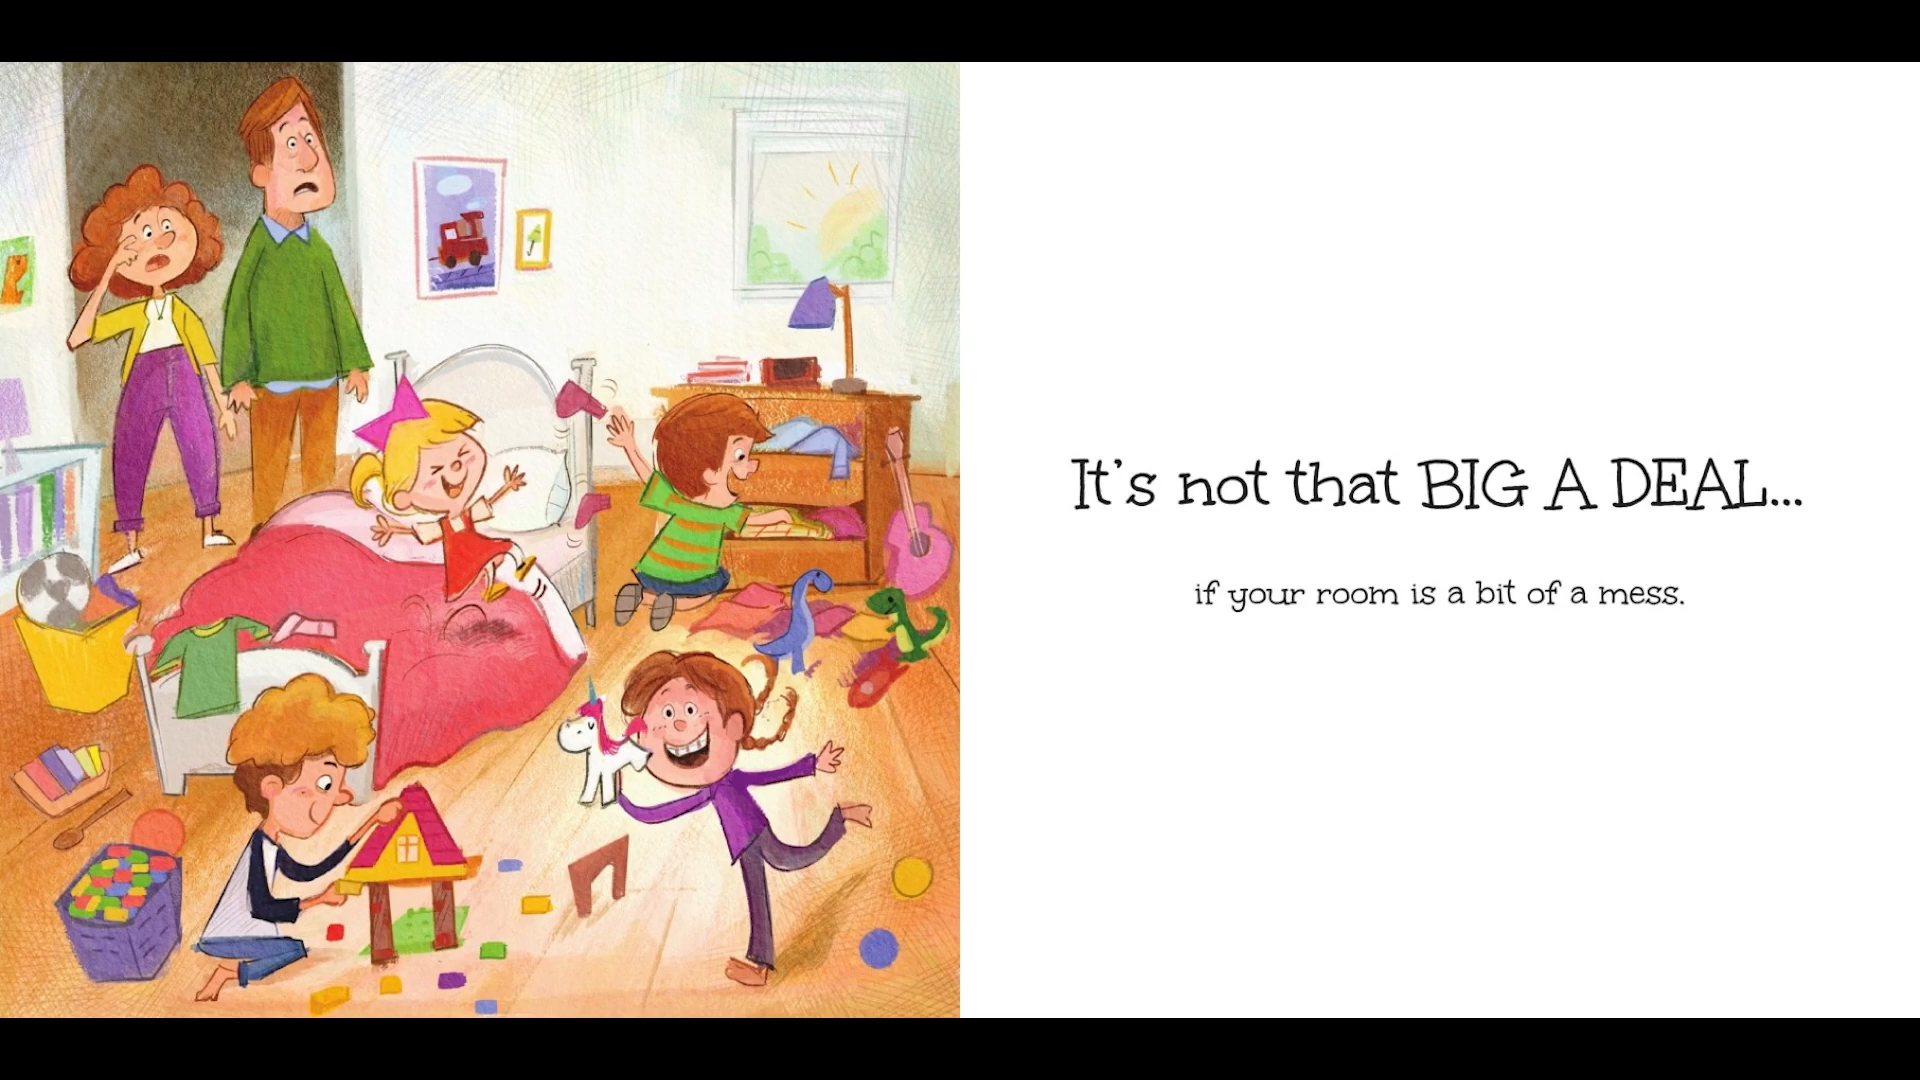 It's not that BIG A DEAL...
if your room is a bit of a mess.